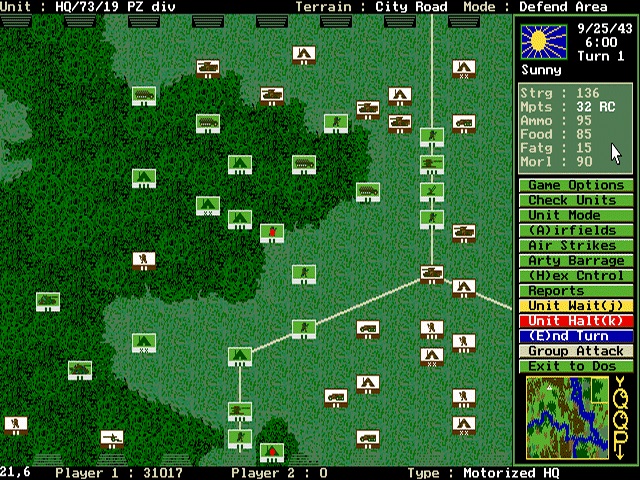 Unit : HQ/73/19 PZ div Terrain : City Road Mode : Defend Area
9/25/43
6:00
Turn 1
Sunny
Strg : 136
Mpts : 32 RC
Ammo : 95
Food : 85
Fatg : 15
Morl : 90
Game Options
Check Units
Unit Mode
(A)irfields
Air Strikes
Arty Barrage
(H)ex Cntrol
Reports
Unit Wait(j)
Unit Halt(k)
(E)nd Turn
Group Attack
Exit to Dos
21,6 Player 1 : 31017 Player 2 : 0 Type : Motorized HQ